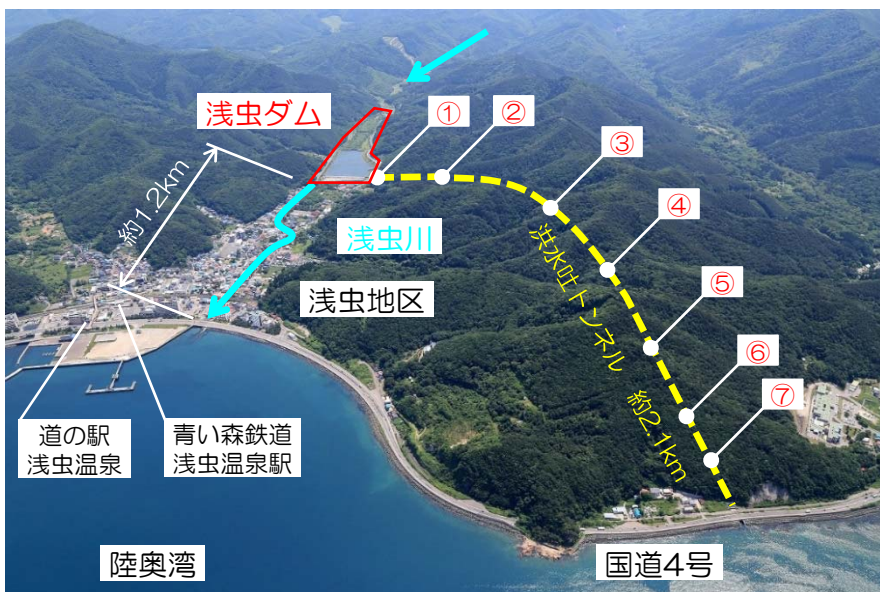 浅虫ダム
①
②
③
④
⑤
⑥
⑦
約1.2km
浅虫川
浅虫地区
洪水吐トンネル 約2.1km
道の駅
浅虫温泉
青い森鉄道
浅虫温泉駅
陸奥湾
国道4号